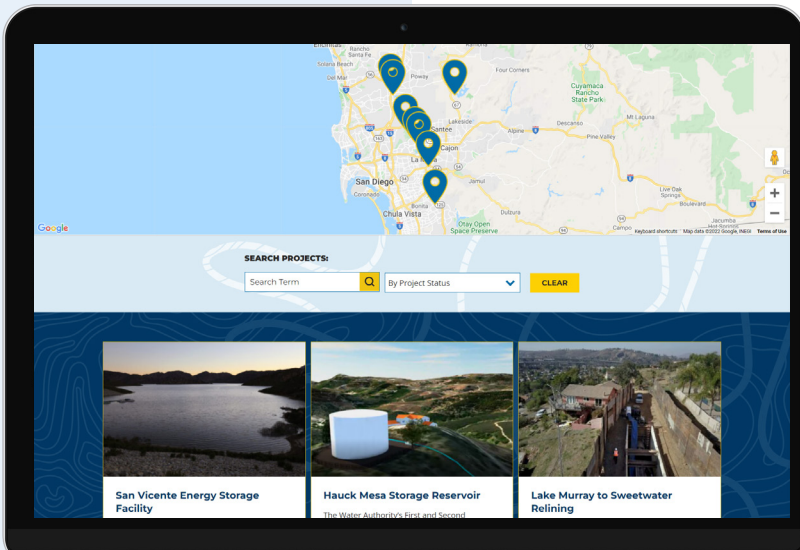 Encinitas
Rancho
Santa Fe
Ramona
Solana Beach
Del Mar
Poway
Four Corners
Cuyamaca
Rancho
State Park
Mt Laguna
Lakeside
Santee
Alpine
Descanso
Pine Valley
Cajon
La
San Diego
Coronado
Jamul
Live Oak
Springs
Bonita
Boulevard
Chula Vista
Dulzura
Otay Open
Space Preserve
Campo
Jacumba
Hot Springs
Google
Keyboard shortcuts Map data ©2022 Google, INEGI Terms of Use
SEARCH PROJECTS:
Search Term
By Project Status
CLEAR
San Vicente Energy Storage
Facility
Hauck Mesa Storage Reservoir
The Water Authority's First and Second
Lake Murray to Sweetwater
Relining